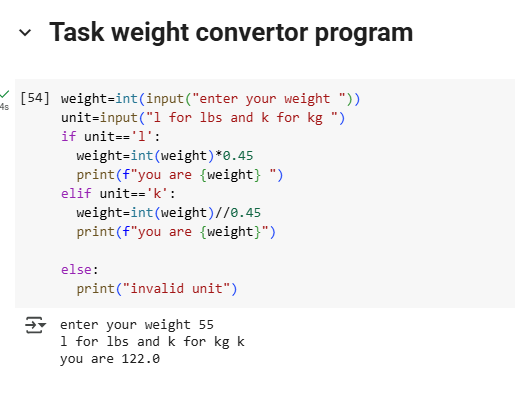 Task weight convertor program
4s
[54] weight=int(input("enter your weight "))
unit=input("l for lbs and k for kg ")
if unit=='l':
  weight=int(weight)*0.45
  print(f"you are {weight} ")
elif unit=='k':
  weight=int(weight)//0.45
  print(f"you are {weight}")
else:
  print("invalid unit")
enter your weight 55
l for lbs and k for kg k
you are 122.0